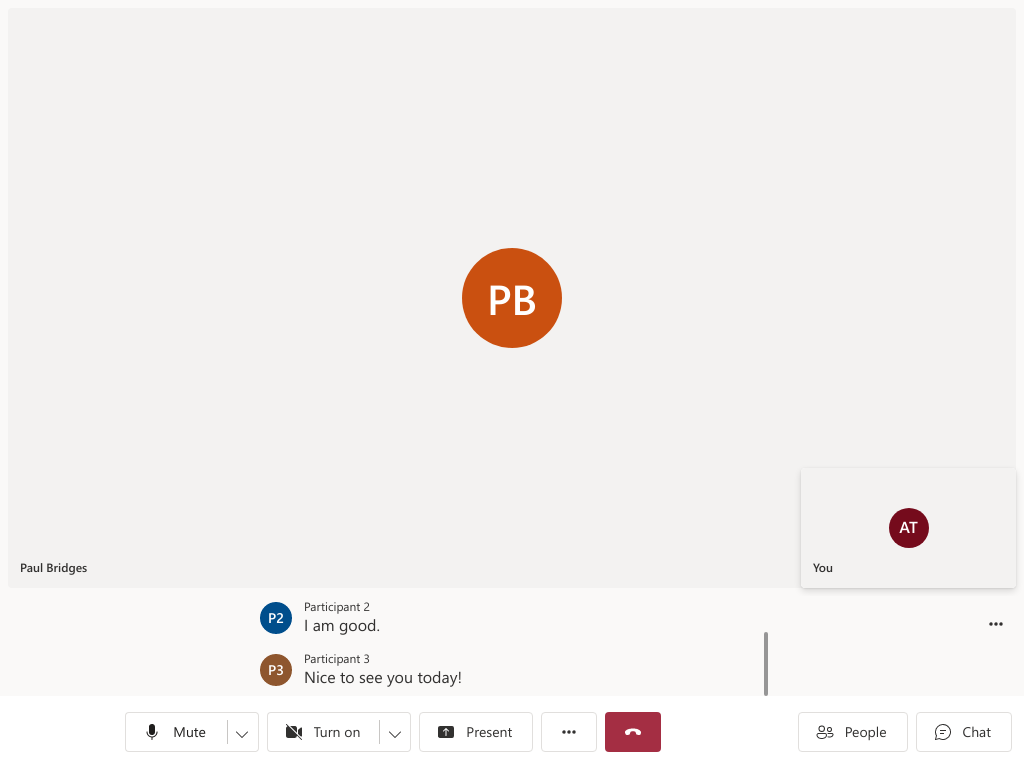 PB
Paul Bridges
AT
You
Participant 2
P2
I am good.
Participant 3
P3
Nice to see you today!
Mute
Turn on
Present
People
Chat